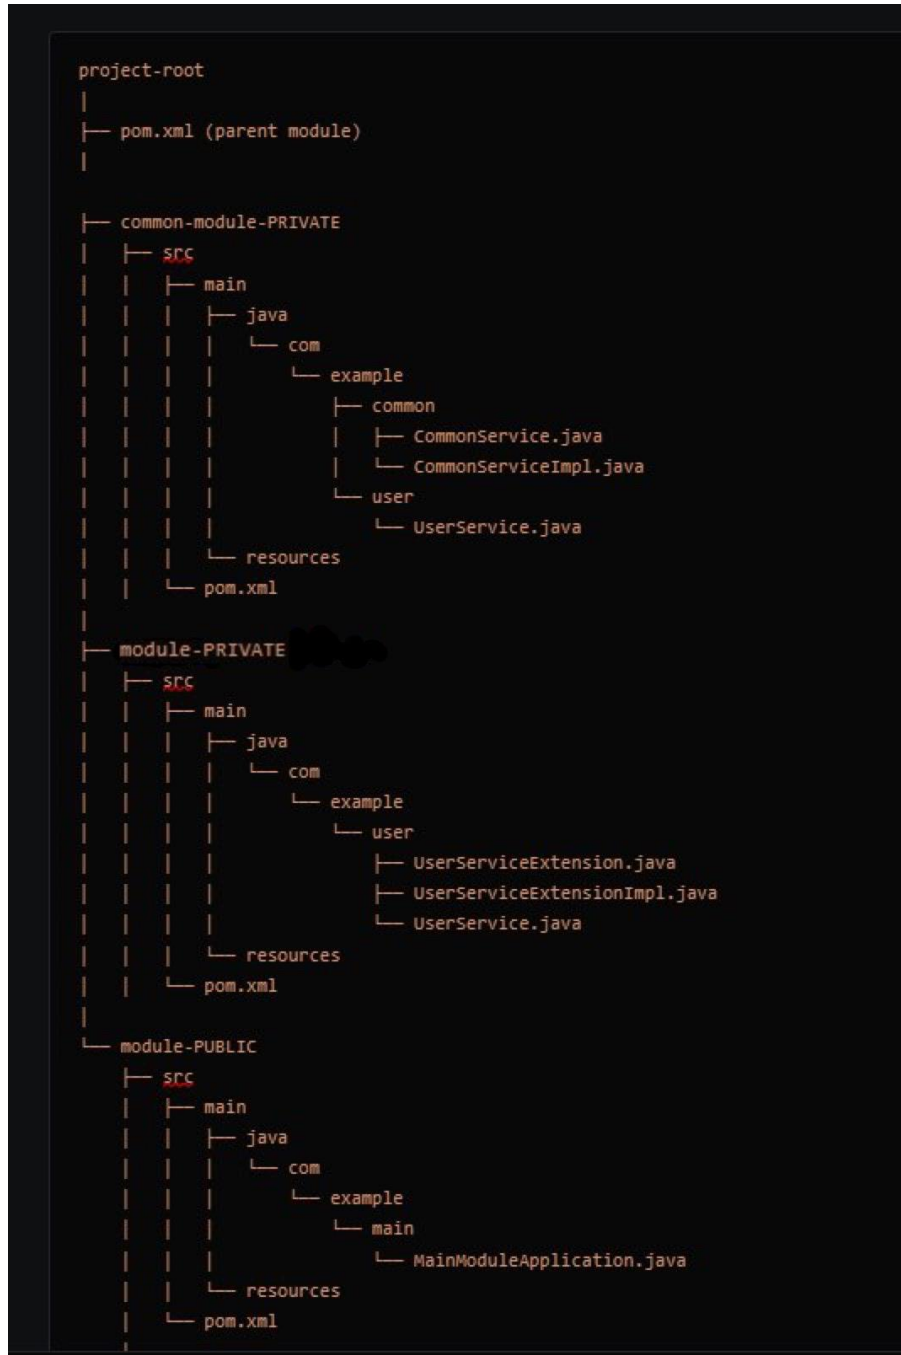 project-root
|
├── pom.xml (parent module)
|
├── common-module-PRIVATE
|   ├── src
|   |   ├── main
|   |   |   ├── java
|   |   |   |   └── com
|   |   |   |       └── example
|   |   |   |           ├── common
|   |   |   |           |   ├── CommonService.java
|   |   |   |           |   └── CommonServiceImpl.java
|   |   |   |           └── user
|   |   |   |               └── UserService.java
|   |   |   └── resources
|   |   └── pom.xml
|
├── module-PRIVATE
|   ├── src
|   |   ├── main
|   |   |   ├── java
|   |   |   |   └── com
|   |   |   |       └── example
|   |   |   |           └── user
|   |   |   |               ├── UserServiceExtension.java
|   |   |   |               ├── UserServiceExtensionImpl.java
|   |   |   |               └── UserService.java
|   |   |   └── resources
|   |   └── pom.xml
|
└── module-PUBLIC
    ├── src
    |   ├── main
    |   |   ├── java
    |   |   |   └── com
    |   |   |       └── example
    |   |   |           └── main
    |   |   |               └── MainModuleApplication.java
    |   |   └── resources
    |   └── pom.xml
    |